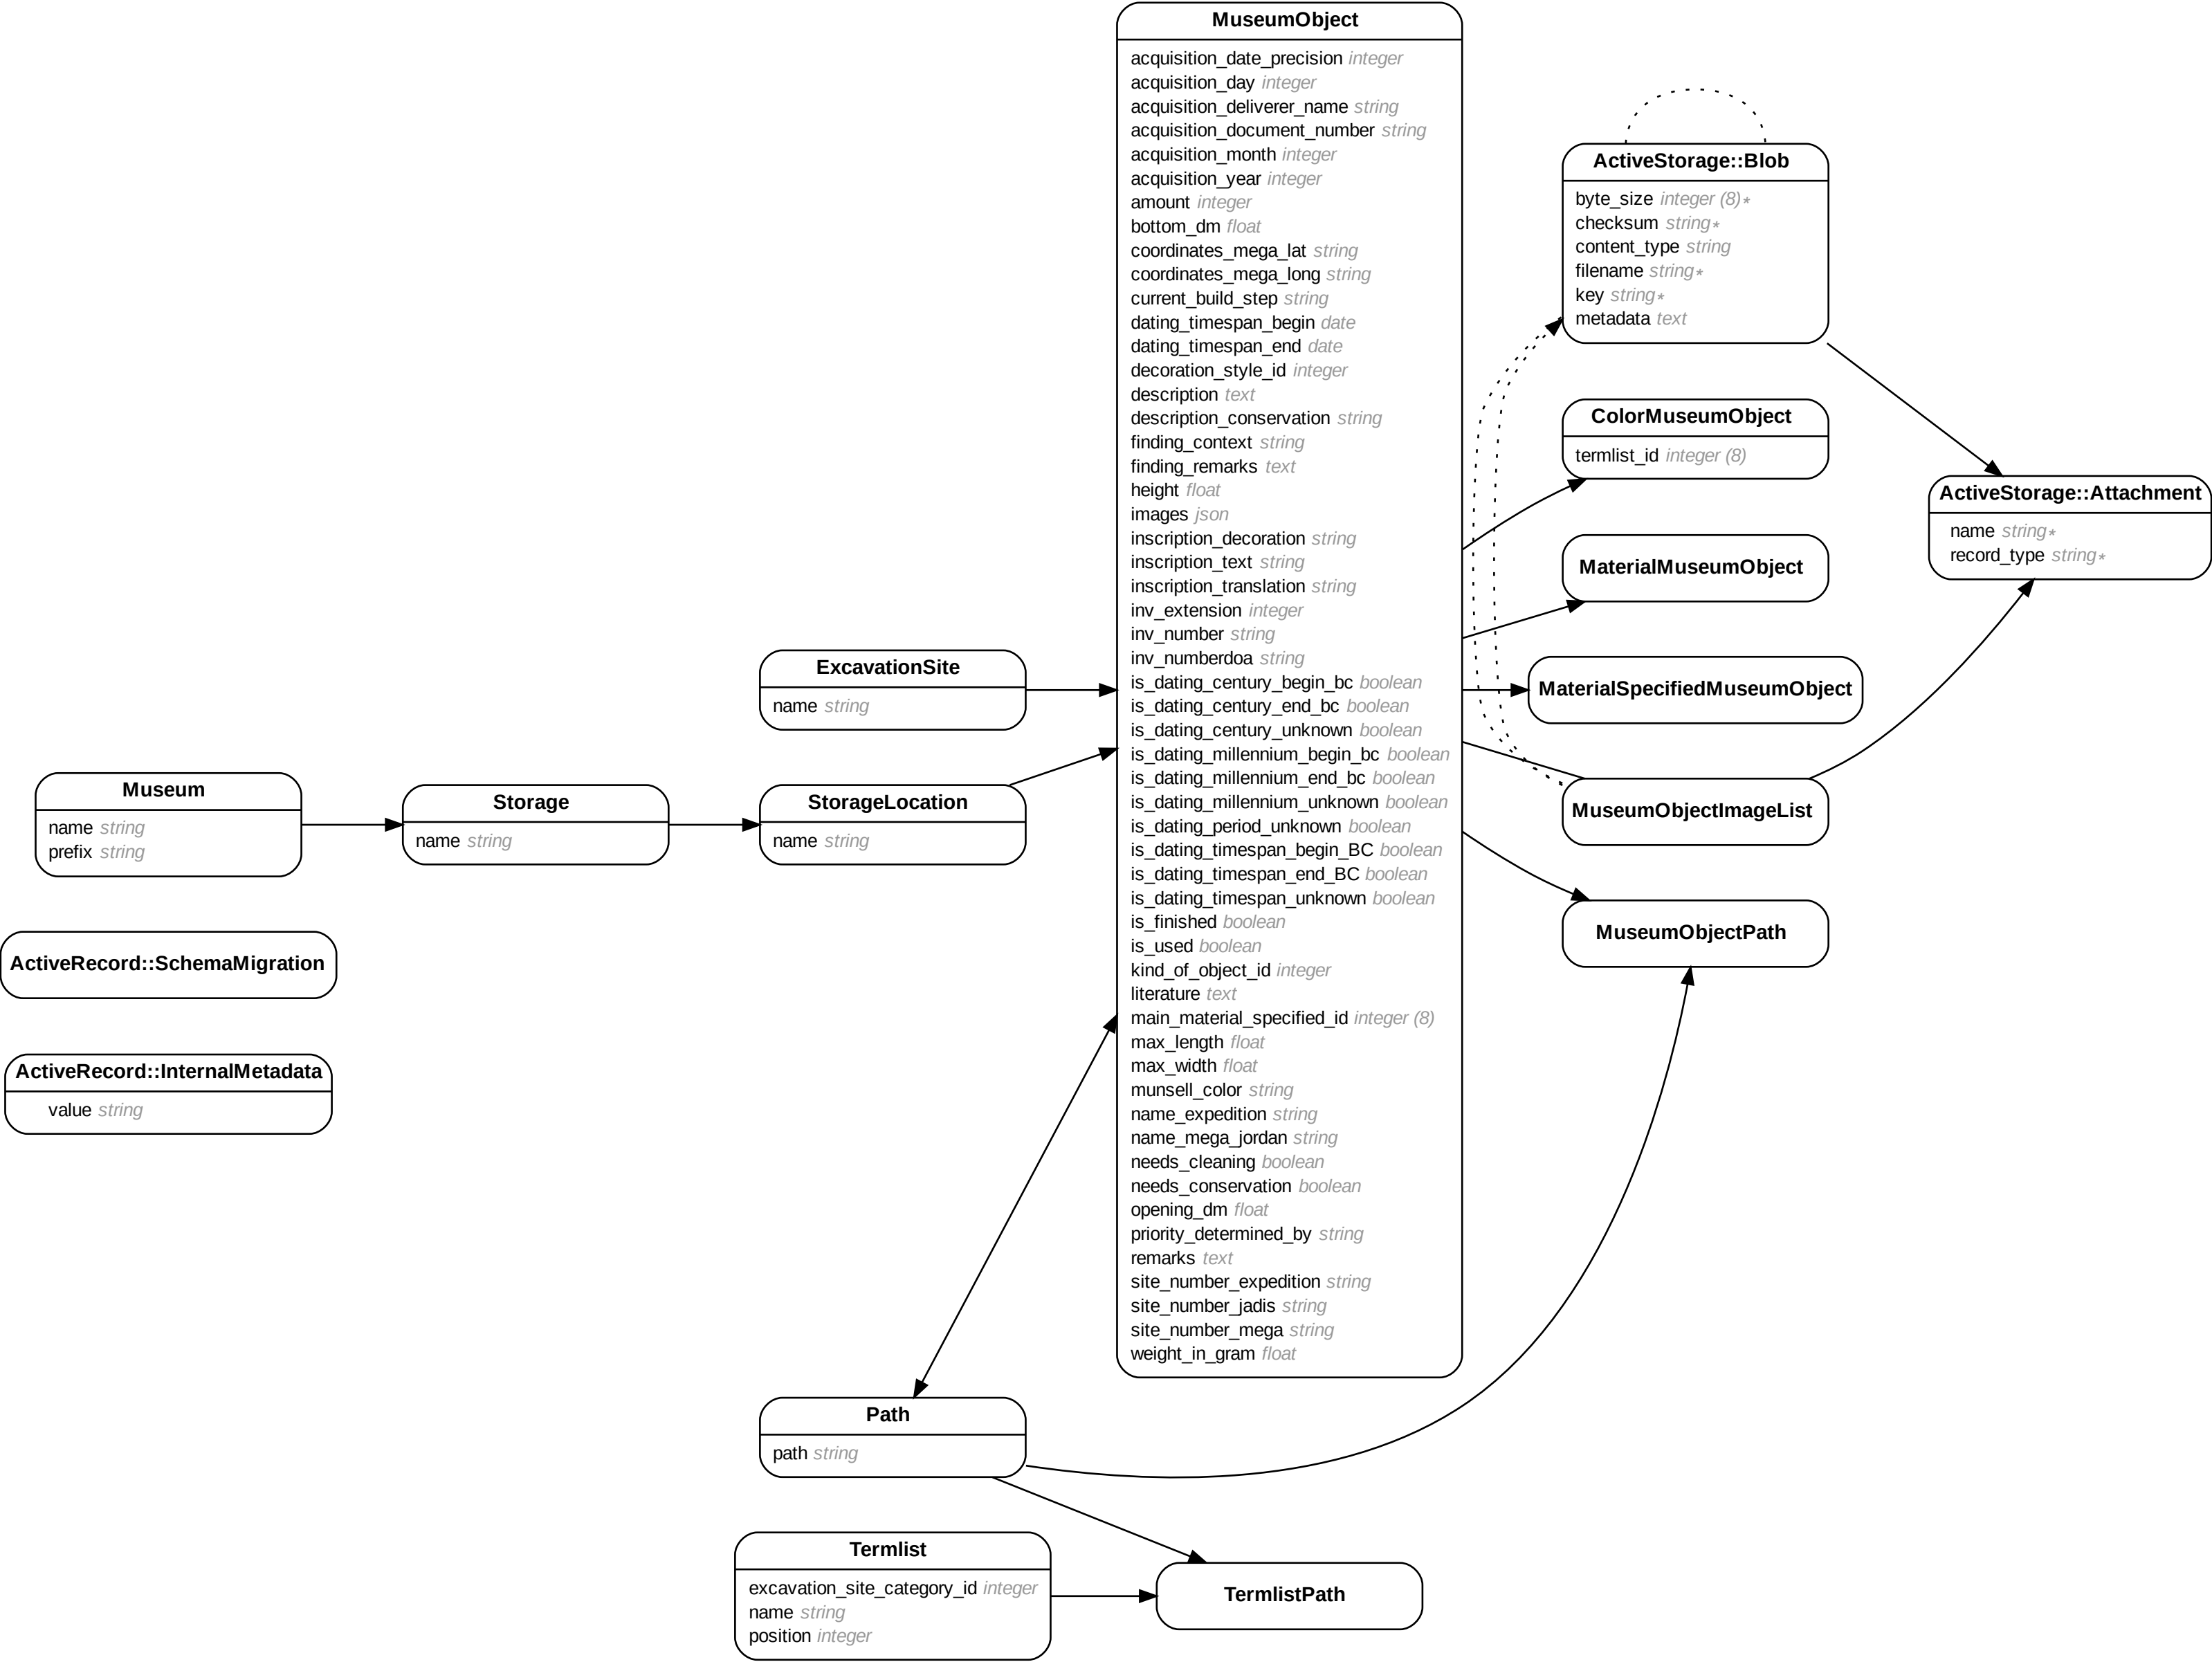 MuseumObject
acquisition_date_precision integer
acquisition_day integer
acquisition_deliverer_name string
acquisition_document_number string
acquisition_month integer
acquisition_year integer
amount integer
bottom_dm float
coordinates_mega_lat string
coordinates_mega_long string
current_build_step string
dating_timespan_begin date
dating_timespan_end date
decoration_style_id integer
description text
description_conservation string
finding_context string
finding_remarks text
height float
images json
inscription_decoration string
inscription_text string
inscription_translation string
inv_extension integer
inv_number string
inv_numberdoa string
is_dating_century_begin_bc boolean
is_dating_century_end_bc boolean
is_dating_century_unknown boolean
is_dating_millennium_begin_bc boolean
is_dating_millennium_end_bc boolean
is_dating_millennium_unknown boolean
is_dating_period_unknown boolean
is_dating_timespan_begin_BC boolean
is_dating_timespan_end_BC boolean
is_dating_timespan_unknown boolean
is_finished boolean
is_used boolean
kind_of_object_id integer
literature text
main_material_specified_id integer (8)
max_length float
max_width float
munsell_color string
name_expedition string
name_mega_jordan string
needs_cleaning boolean
needs_conservation boolean
opening_dm float
priority_determined_by string
remarks text
site_number_expedition string
site_number_jadis string
site_number_mega string
weight_in_gram float
ActiveStorage::Blob
byte_size integer (8)*
checksum string*
content_type string
filename string*
key string*
metadata text
ColorMuseumObject
termlist_id integer (8)
ActiveStorage::Attachment
name string*
record_type string*
MaterialMuseumObject
MaterialSpecifiedMuseumObject
MuseumObjectImageList
MuseumObjectPath
ExcavationSite
name string
Museum
name string
prefix string
Storage
name string
StorageLocation
name string
ActiveRecord::SchemaMigration
ActiveRecord::InternalMetadata
value string
Path
path string
Termlist
excavation_site_category_id integer
name string
position integer
TermlistPath